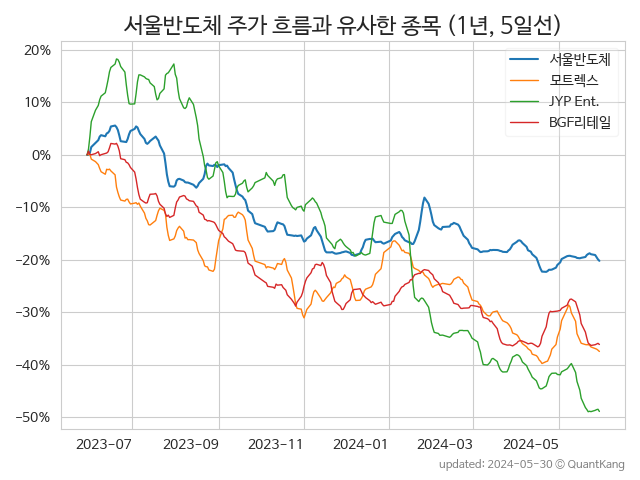 서울반도체 주가 흐름과 유사한 종목 (1년, 5일선)
20%
10%
0%
−10%
−20%
−30%
−40%
−50%
서울반도체
모트렉스
JYP Ent.
BGF리테일
2023-07
2023-09
2023-11
2024-01
2024-03
2024-05
updated: 2024-05-30 © QuantKang